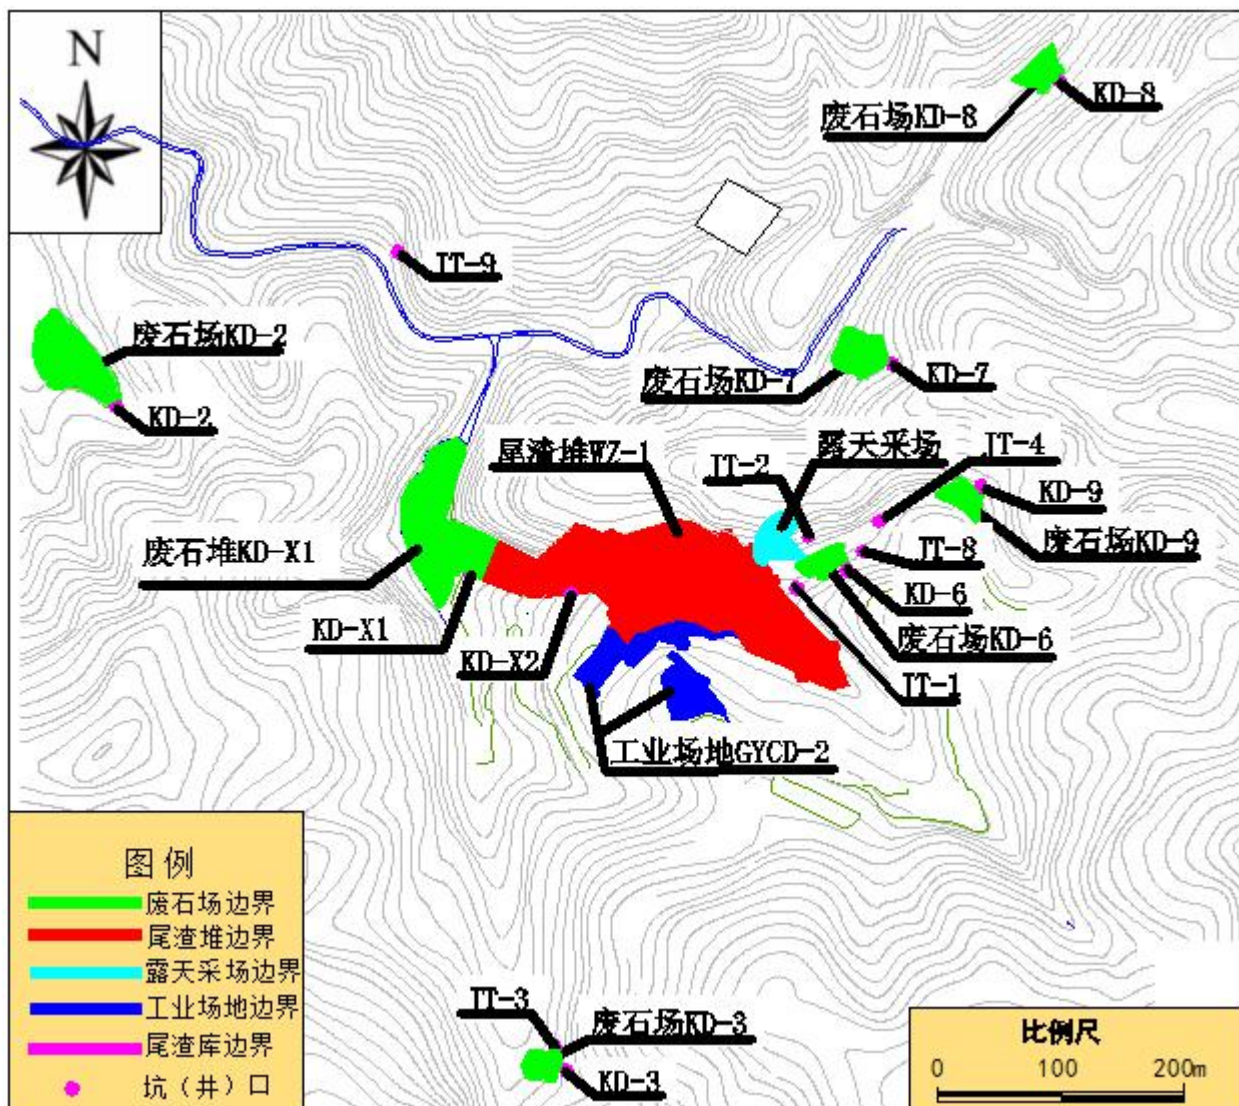 N
KD-8
废石场KD-8
TT-9
废石场KD-2
KD-2
废石场KD-7
KD-7
尾渣堆WZ-1
TT-2
露天采场
TT-4
KD-9
废石场KD-9
废石堆KD-X1
TT-8
KD-6
KD-X1
KD-X2
废石场KD-6
TT-1
工业场地GYCD-2
图例
废石场边界
尾渣堆边界
露天采场边界
工业场地边界
尾渣库边界
坑（井）口
TT-3
废石场KD-3
KD-3
比例尺
0 100 200m